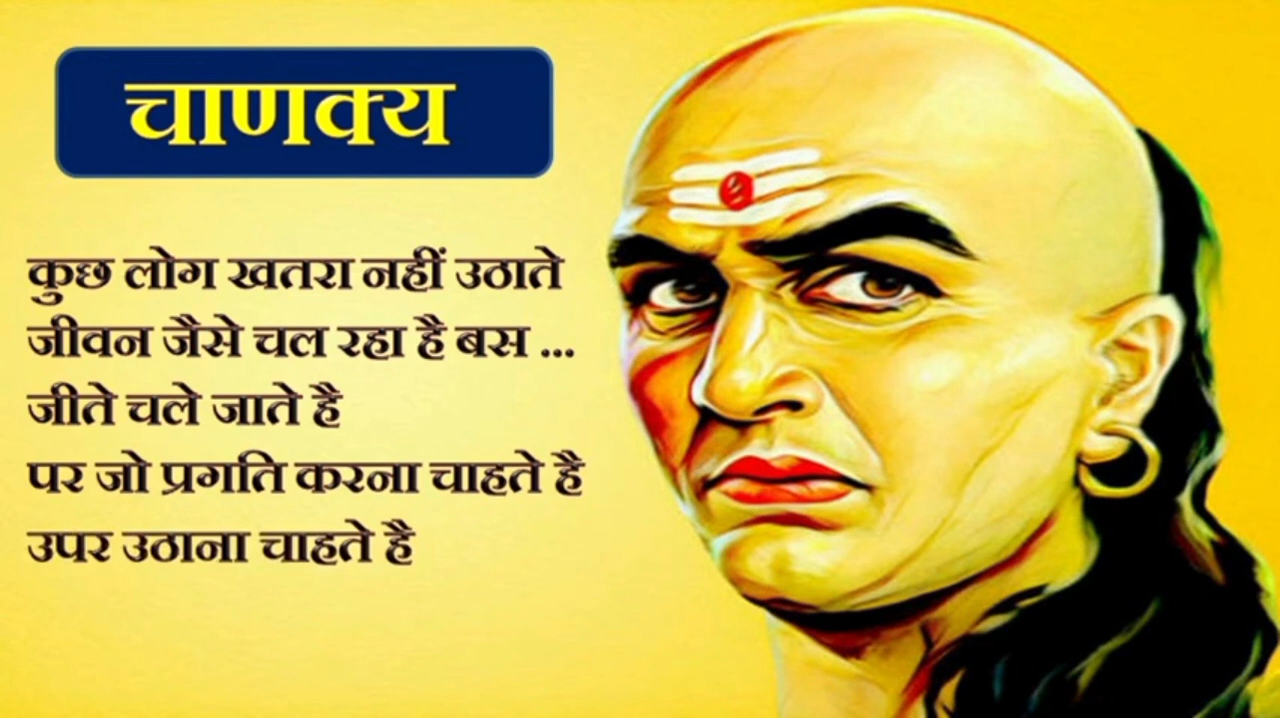 चाणक्य
कुछ लोग खतरा नहीं उठाते
जीवन जैसे चल रहा है बस ...
जीते चले जाते है
पर जो प्रगति करना चाहते है
उपर उठाना चाहते है